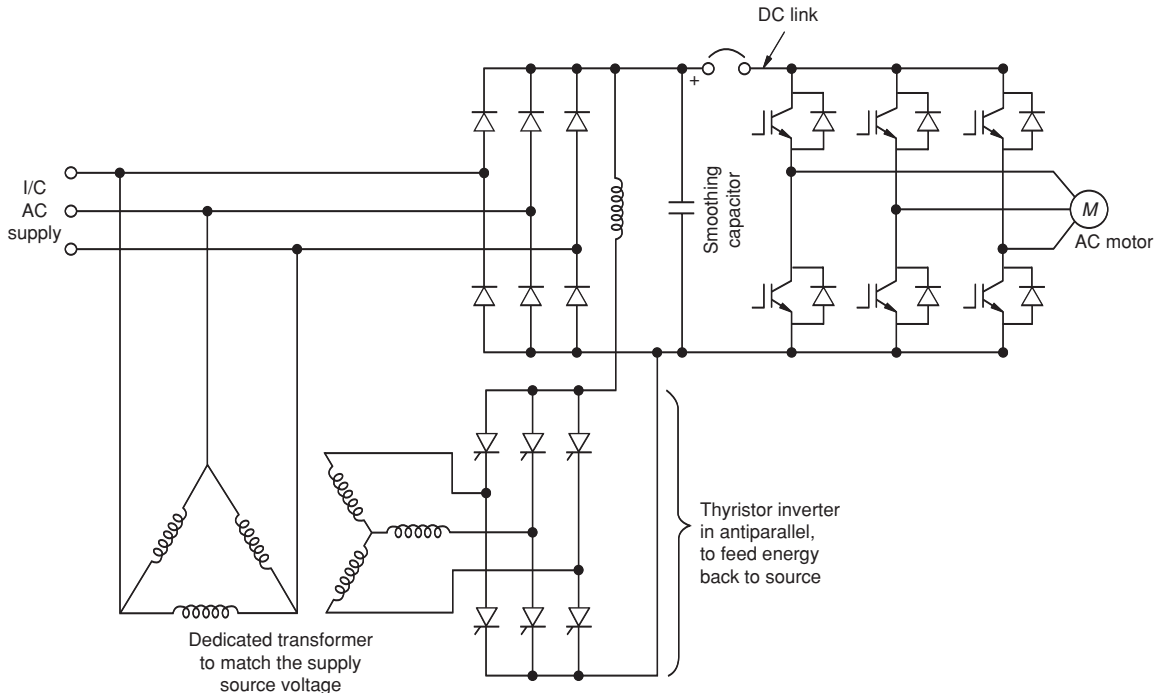 DC link
+
I/C
AC
supply
Smoothing
capacitor
M
AC motor
Thyristor inverter
in antiparallel,
to feed energy
back to source
Dedicated transformer
to match the supply
source voltage